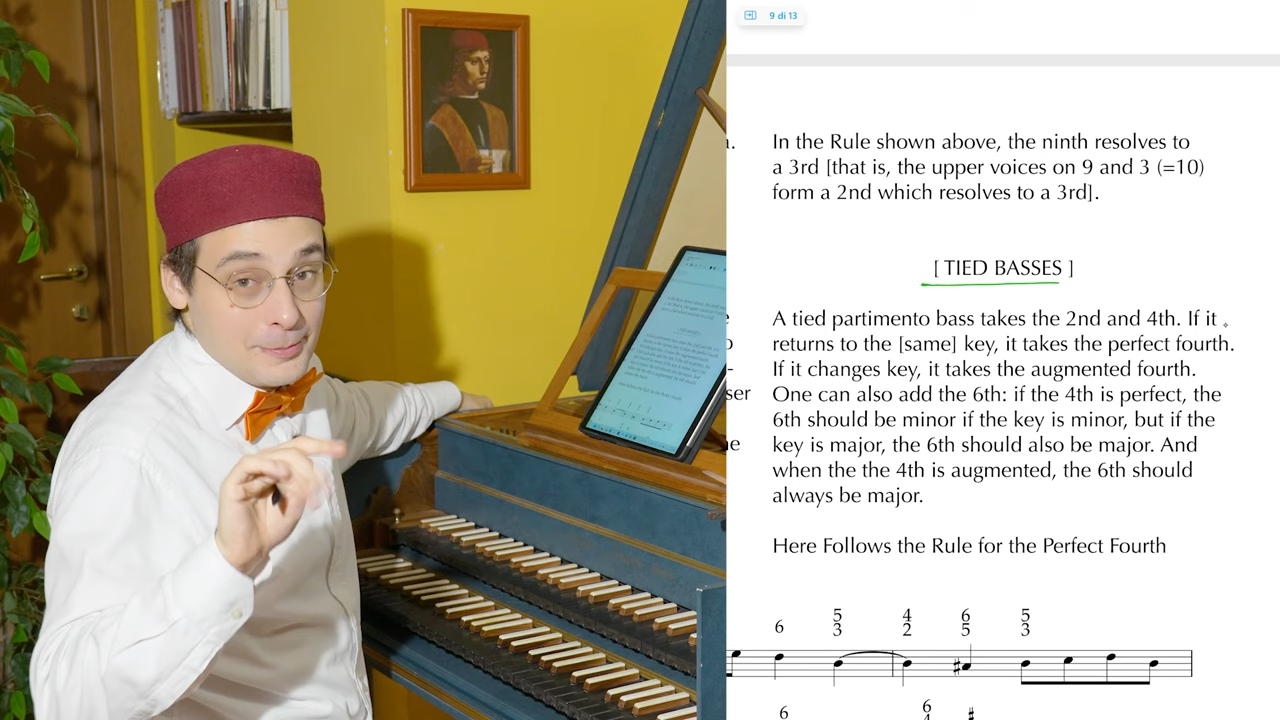 9 di 13
In the Rule shown above, the ninth resolves to
a 3rd [that is, the upper voices on 9 and 3 (=10)
form a 2nd which resolves to a 3rd].
[ TIED BASSES ]
A tied partimento bass takes the 2nd and 4th. If it
returns to the [same] key, it takes the perfect fourth.
If it changes key, it takes the augmented fourth.
One can also add the 6th: if the 4th is perfect, the
6th should be minor if the key is minor, but if the
key is major, the 6th should also be major. And
when the the 4th is augmented, the 6th should
always be major.
Here Follows the Rule for the Perfect Fourth
5 4 6 5
6 3 2 5 3
6 6
4 #